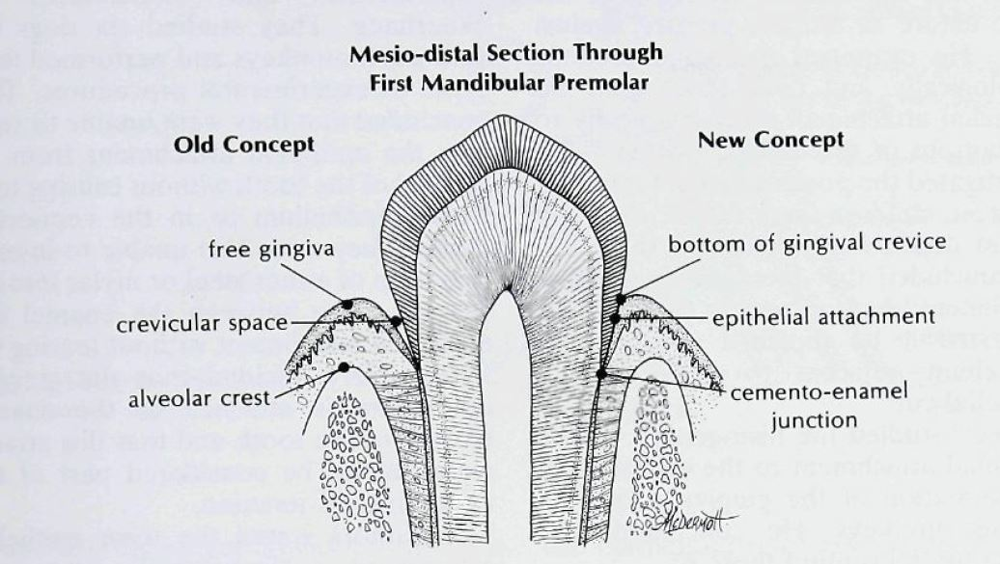 Mesio-distal Section Through
First Mandibular Premolar
Old Concept
New Concept
free gingiva
crevicular space
alveolar crest
bottom of gingival crevice
epithelial attachment
cemento-enamel
junction
McDermott